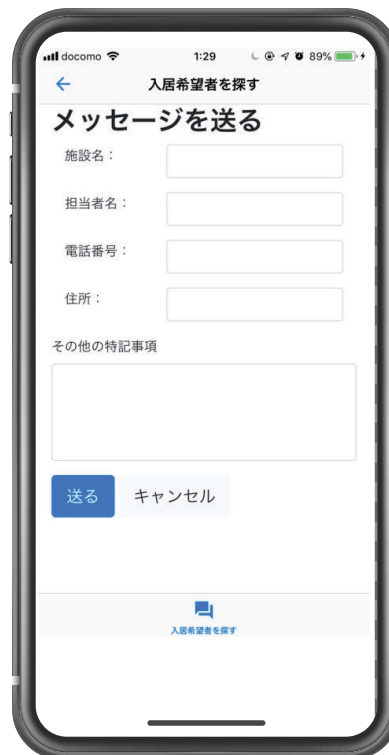 docomo 1:29 89%
入居希望者を探す
メッセージを送る
施設名：
担当者名：
電話番号：
住所：
その他の特記事項
送る キャンセル
入居希望者を探す